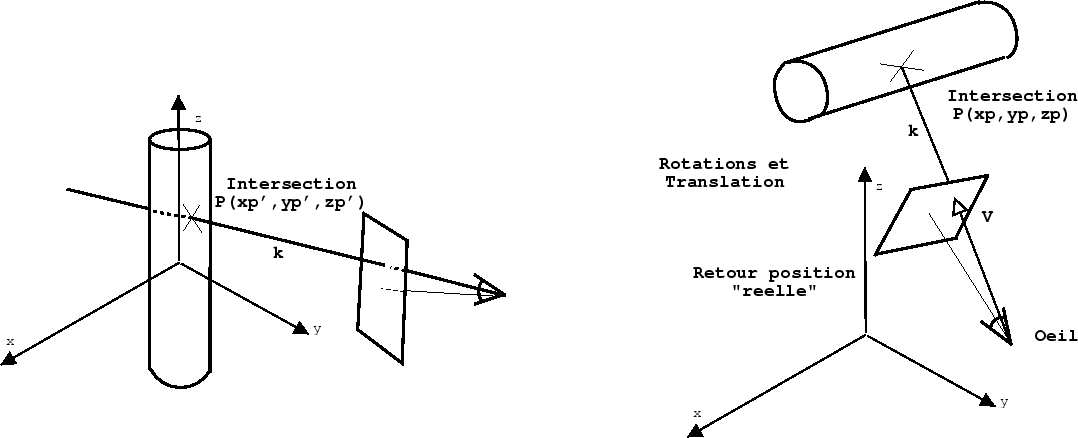 z
Intersection
P(xp',yp',zp')
k
x
y
Intersection
P(xp,yp,zp)
k
Rotations et
Translation
z
V
Retour position
"reelle"
Oeil
x
y